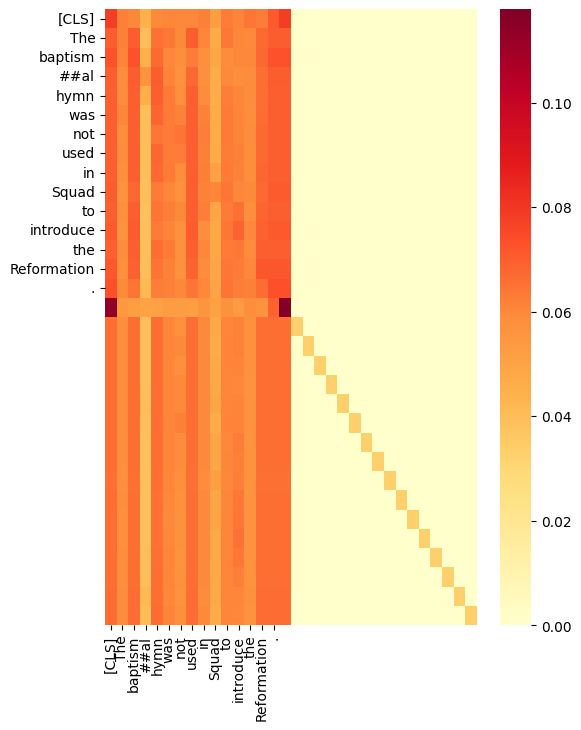 [CLS]
The
baptism
##al
hymn
was
not
used
in
Squad
to
introduce
the
Reformation
.
0.10
0.08
0.06
0.04
0.02
0.00
[CLS]
The
baptism
##al
hymn
was
not
used
in
Squad
to
introduce
the
Reformation
.